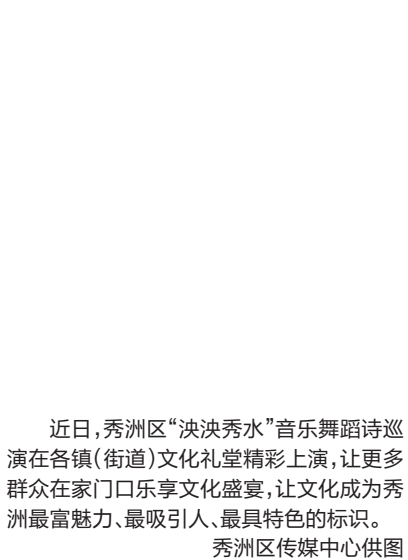 近日,秀洲区“泱泱秀水”音乐舞蹈诗巡
演在各镇(街道)文化礼堂精彩上演,让更多
群众在家门口乐享文化盛宴,让文化成为秀
洲最富魅力、最吸引人、最具特色的标识。
秀洲区传媒中心供图